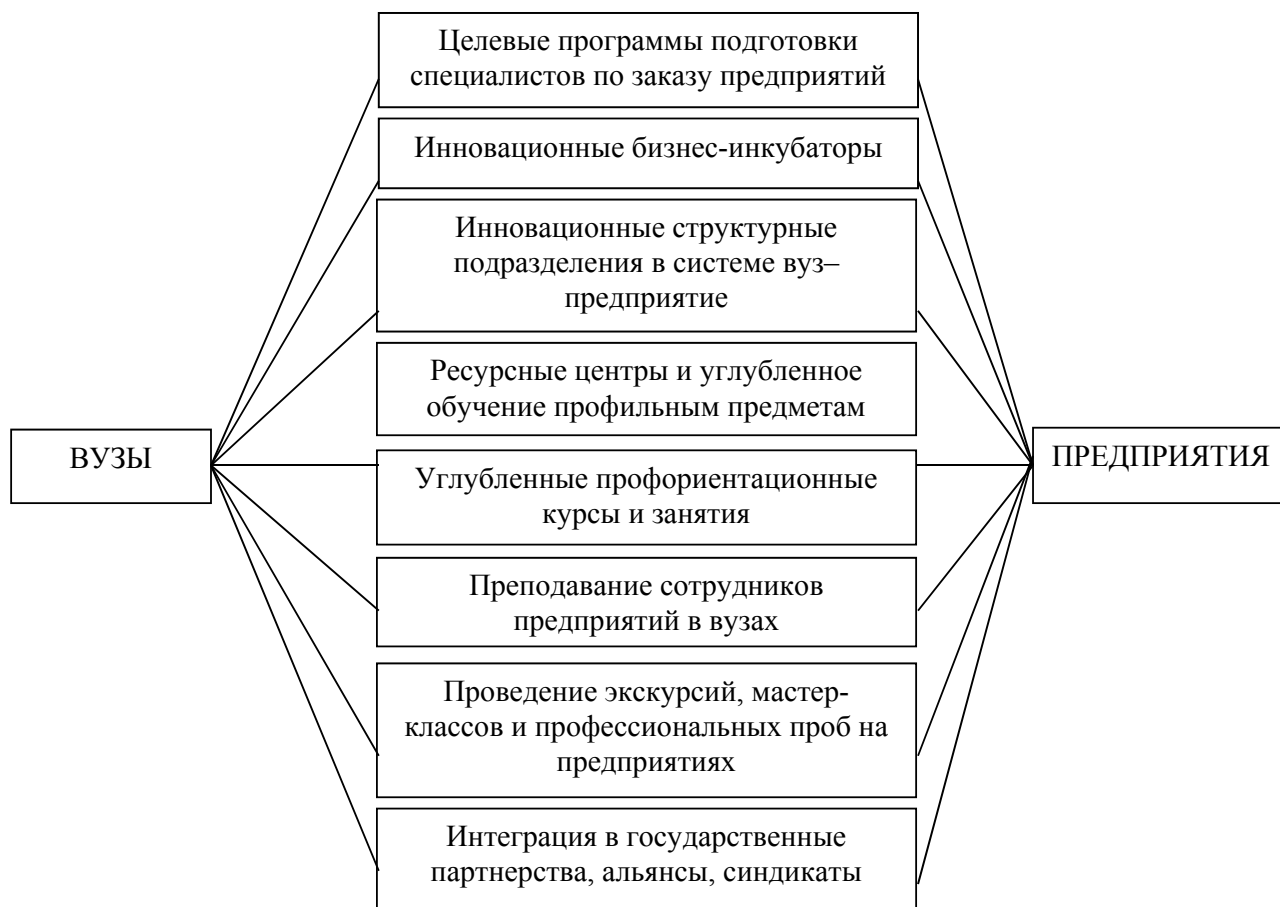 Целевые программы подготовки
специалистов по заказу предприятий
Инновационные бизнес-инкубаторы
Инновационные структурные
подразделения в системе вуз–
предприятие
Ресурсные центры и углубленное
обучение профильным предметам
ВУЗЫ
ПРЕДПРИЯТИЯ
Углубленные профориентационные
курсы и занятия
Преподавание сотрудников
предприятий в вузах
Проведение экскурсий, мастер-
классов и профессиональных проб на
предприятиях
Интеграция в государственные
партнерства, альянсы, синдикаты